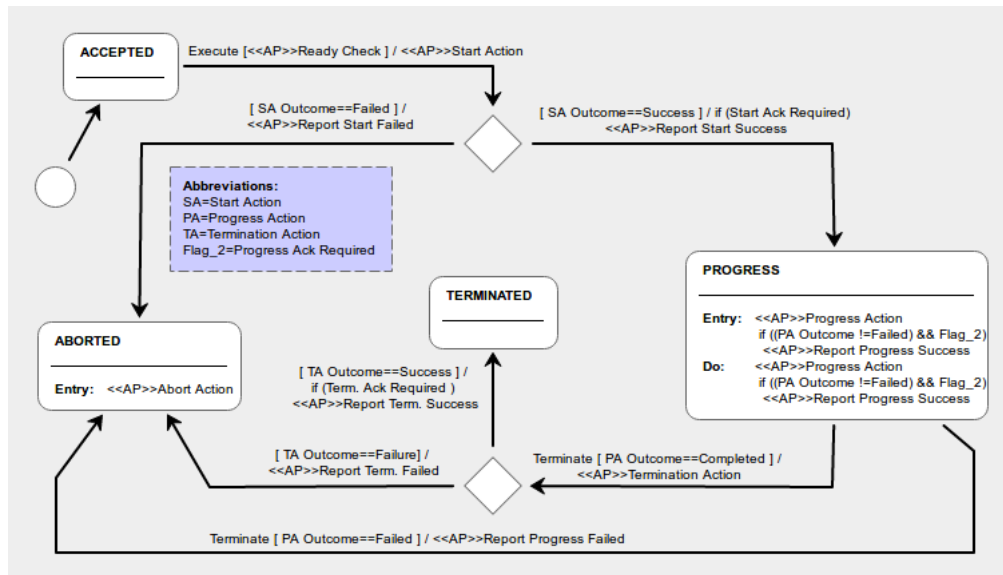 ACCEPTED
Execute [<<AP>>Ready Check ] / <<AP>>Start Action
[ SA Outcome==Failed ] /
<<AP>>Report Start Failed
[ SA Outcome==Success ] / if (Start Ack Required)
<<AP>>Report Start Success
Abbreviations:
SA=Start Action
PA=Progress Action
TA=Termination Action
Flag_2=Progress Ack Required
PROGRESS
Entry: <<AP>>Progress Action
if ((PA Outcome !=Failed) && Flag_2)
<<AP>>Report Progress Success
Do: <<AP>>Progress Action
if ((PA Outcome !=Failed) && Flag_2)
<<AP>>Report Progress Success
TERMINATED
ABORTED
Entry: <<AP>>Abort Action
[ TA Outcome==Success ] /
if (Term. Ack Required )
<<AP>>Report Term. Success
[ TA Outcome==Failure] /
<<AP>>Report Term. Failed
Terminate [ PA Outcome==Completed ] /
<<AP>>Termination Action
Terminate [ PA Outcome==Failed ] / <<AP>>Report Progress Failed